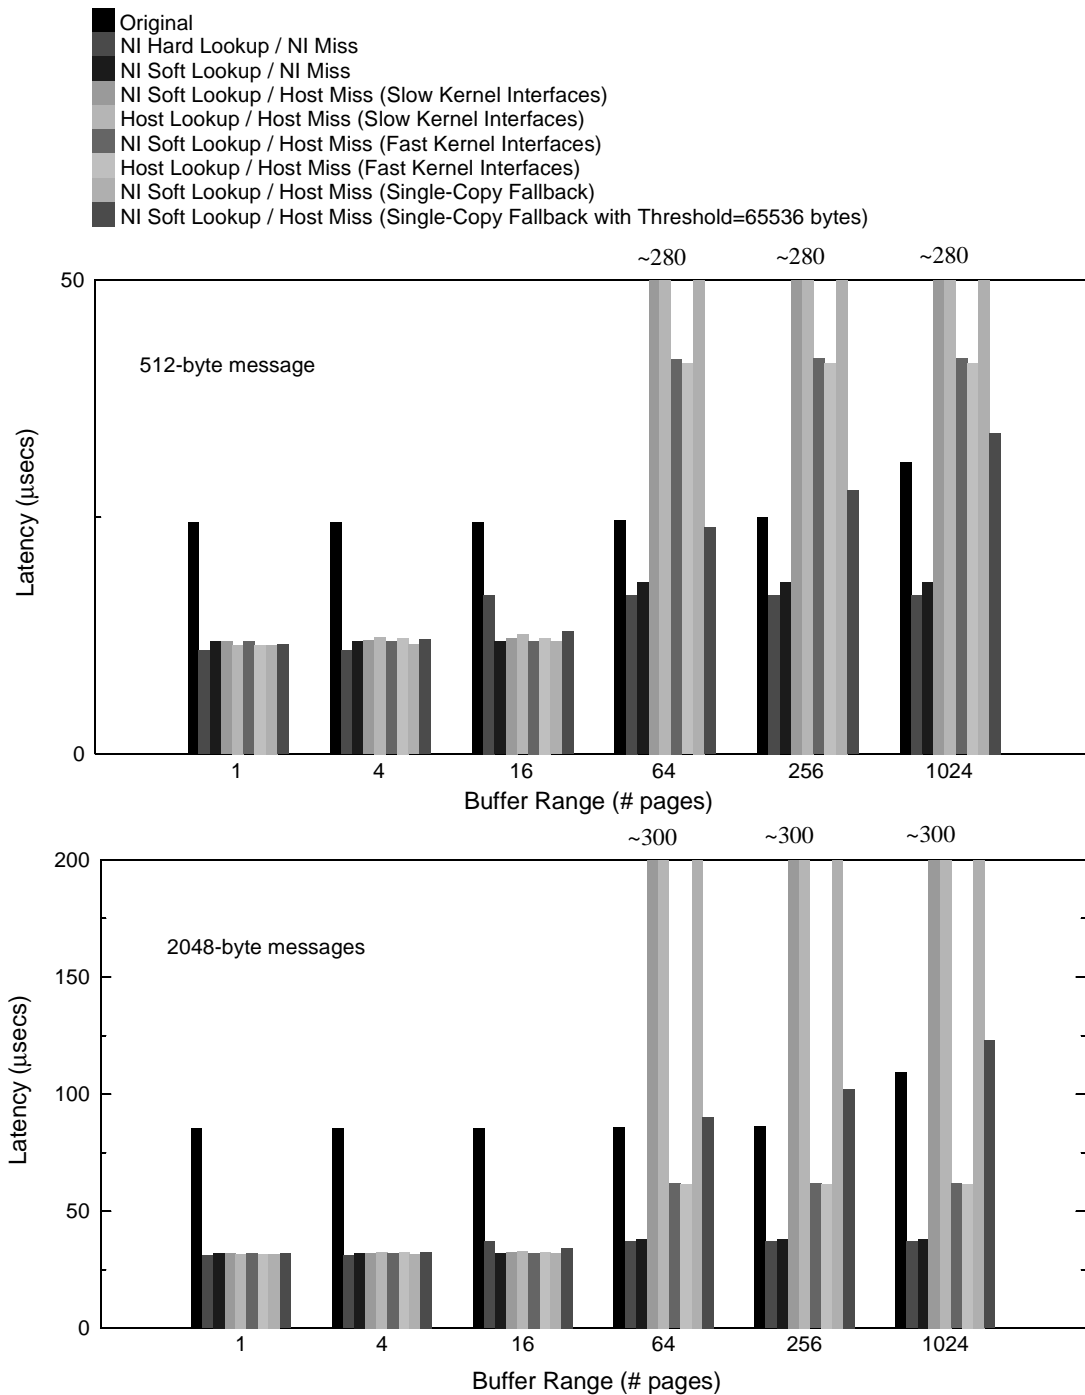 Original
NI Hard Lookup / NI Miss
NI Soft Lookup / NI Miss
NI Soft Lookup / Host Miss (Slow Kernel Interfaces)
Host Lookup / Host Miss (Slow Kernel Interfaces)
NI Soft Lookup / Host Miss (Fast Kernel Interfaces)
Host Lookup / Host Miss (Fast Kernel Interfaces)
NI Soft Lookup / Host Miss (Single-Copy Fallback)
NI Soft Lookup / Host Miss (Single-Copy Fallback with Threshold=65536 bytes)
~280 ~280 ~280
50
512-byte message
Latency (μsecs)
0
1 4 16 64 256 1024
Buffer Range (# pages)
~300 ~300 ~300
200
2048-byte messages
150
Latency (μsecs)
100
50
0
1 4 16 64 256 1024
Buffer Range (# pages)